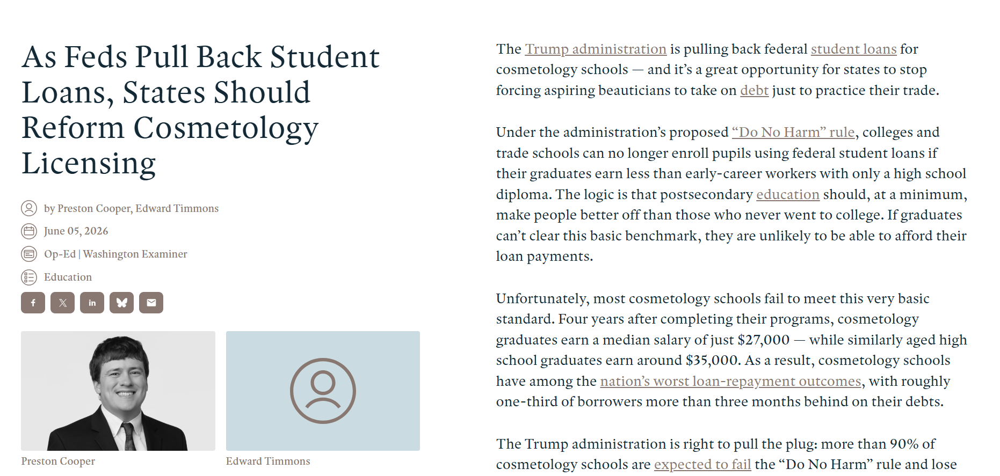 As Feds Pull Back Student
Loans, States Should
Reform Cosmetology
Licensing
by Preston Cooper, Edward Timmons
June 05, 2026
Op-Ed | Washington Examiner
Education
Preston Cooper
Edward Timmons
The Trump administration is pulling back federal student loans for
cosmetology schools — and it’s a great opportunity for states to stop
forcing aspiring beauticians to take on debt just to practice their trade.
Under the administration’s proposed “Do No Harm” rule, colleges and
trade schools can no longer enroll pupils using federal student loans if
their graduates earn less than early-career workers with only a high school
diploma. The logic is that postsecondary education should, at a minimum,
make people better off than those who never went to college. If graduates
can’t clear this basic benchmark, they are unlikely to be able to afford their
loan payments.
Unfortunately, most cosmetology schools fail to meet this very basic
standard. Four years after completing their programs, cosmetology
graduates earn a median salary of just $27,000 — while similarly aged high
school graduates earn around $35,000. As a result, cosmetology schools
have among the nation’s worst loan-repayment outcomes, with roughly
one-third of borrowers more than three months behind on their debts.
The Trump administration is right to pull the plug: more than 90% of
cosmetology schools are expected to fail the “Do No Harm” rule and lose